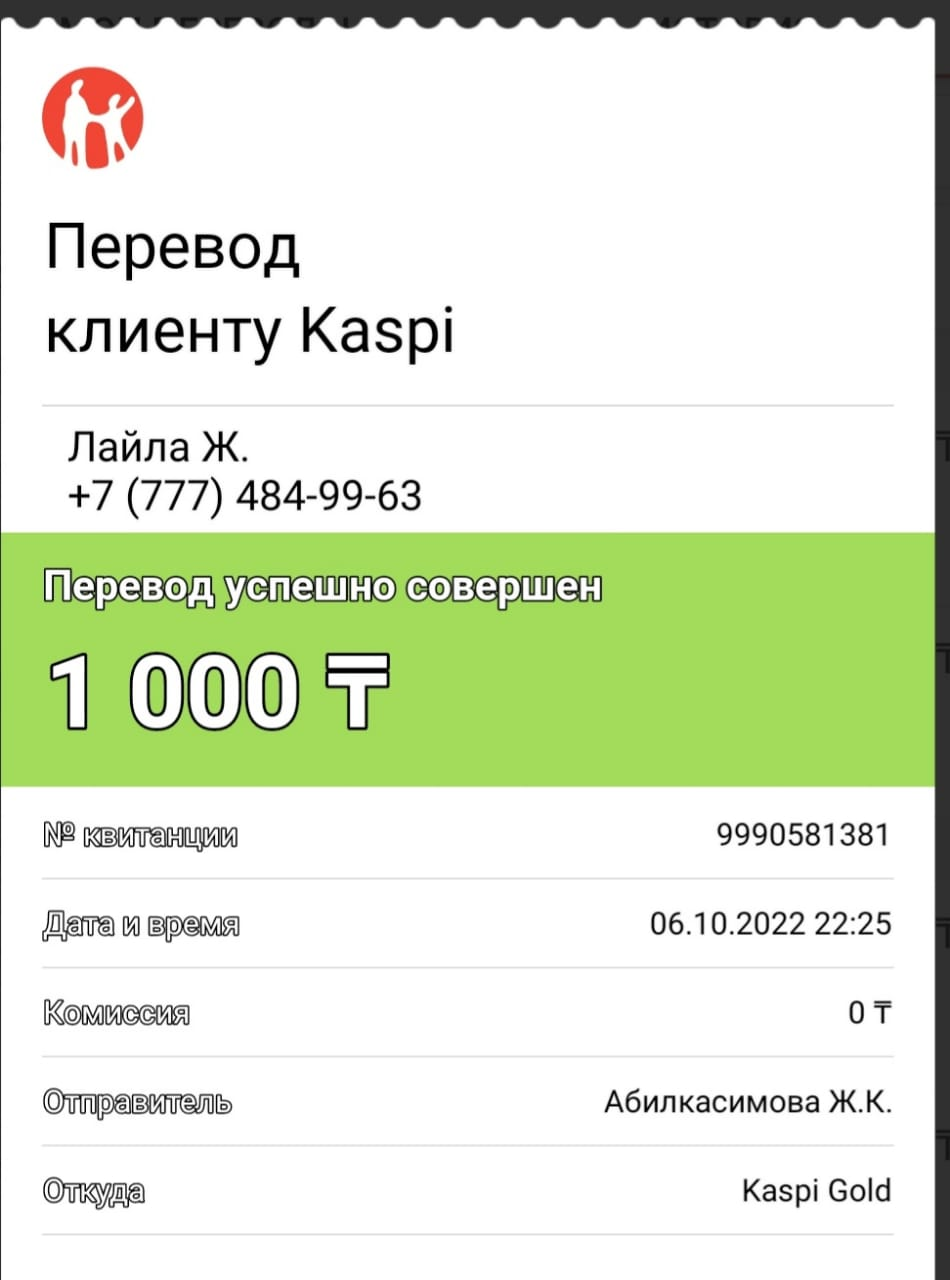 Перевод
клиенту Kaspi
Лайла Ж.
+7 (777) 484-99-63
Перевод успешно совершен
1 000 ₸
№ квитанции 9990581381
Дата и время 06.10.2022 22:25
Комиссия 0 ₸
Отправитель Абилкасимова Ж.К.
Откуда Kaspi Gold